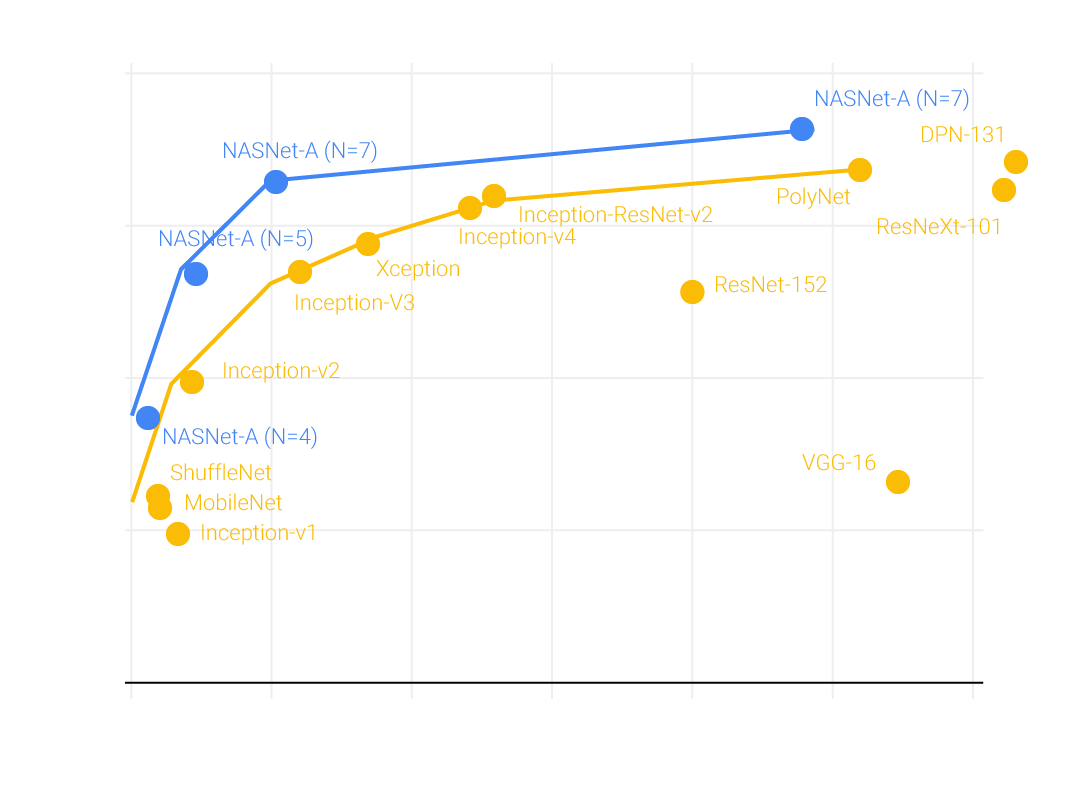 NASNet-A (N=7)
DPN-131
NASNet-A (N=7)
PolyNet
Inception-ResNet-v2
ResNeXt-101
NASNet-A (N=5)
Inception-v4
Xception
ResNet-152
Inception-V3
Inception-v2
NASNet-A (N=4)
VGG-16
ShuffleNet
MobileNet
Inception-v1